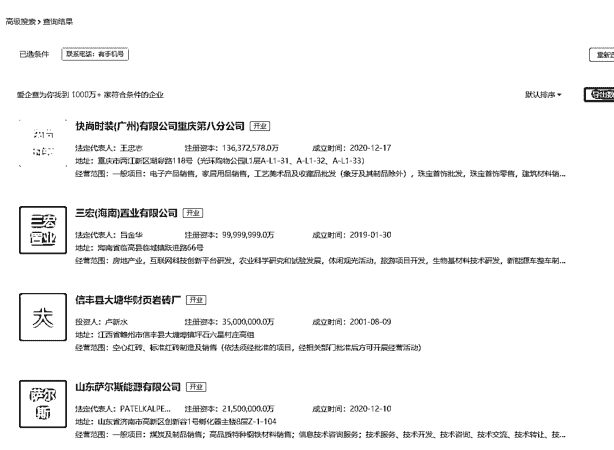 高级搜索 > 查询结果
已选条件 联系电话：有手机号 重新选
爱企查为你找到 1000万+ 家符合条件的企业 默认排序
快尚时装(广州)有限公司重庆第八分公司 开业
法定代表人：王忠志 注册资本：136,372,578.0万 成立时间：2020-12-17
地址：重庆市两江新区湖彩路118号（光环购物公园L1层A-L1-31、A-L1-32、A-L1-33）
经营范围：一般项目：电子产品销售，家居用品销售，工艺美术品及收藏品批发（象牙及其制品除外），珠宝首饰批发，珠宝首饰零售，建筑材料销...
三宏置业
三宏(海南)置业有限公司 开业
法定代表人：吕金华 注册资本：99,999,999.0万 成立时间：2019-01-30
地址：海南省临高县临城镇跃进路66号
经营范围：房地产业，互联网科技创新平台研发，农业科学研究和试验发展，休闲观光活动，旅游项目开发，生物基材料技术研发，新能源车整车制...
大
信丰县大塘华财页岩砖厂 开业
投资人：卢新水 注册资本：35,000,000.0万 成立时间：2001-08-09
地址：江西省赣州市信丰县大塘埠镇坪石六星村庄高组
经营范围：空心红砖、标准红砖制造及销售（依法须经批准的项目，经相关部门批准后方可开展经营活动）
萨尔斯
山东萨尔斯能源有限公司 开业
法定代表人：PATELKALPE... 注册资本：21,500,000.0万 成立时间：2020-12-10
地址：山东省济南市高新区创新谷1号孵化器主楼8层Z-1-104
经营范围：一般项目：煤炭及制品销售；高品质特种钢铁材料销售；信息技术咨询服务；技术服务、技术开发、技术咨询、技术交流、技术转让、技...